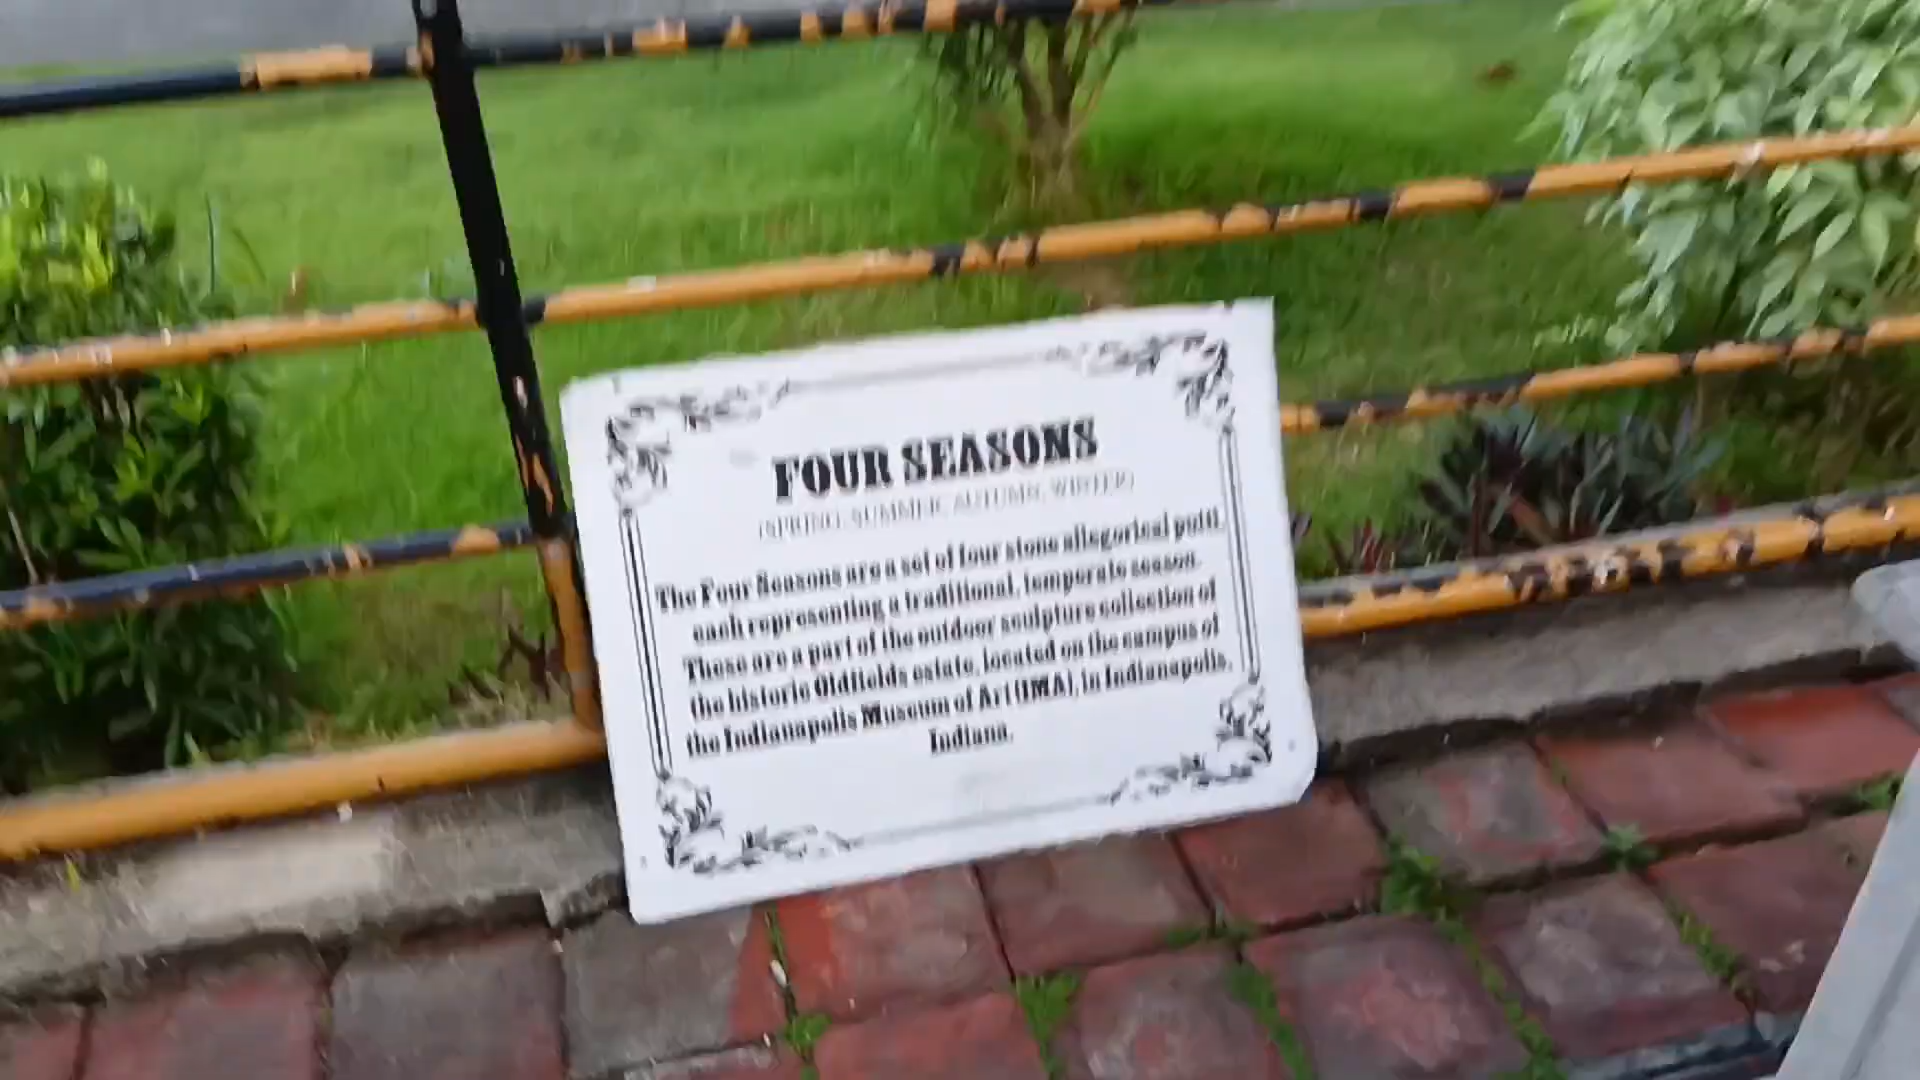 FOUR SEASONS
(SPRING, SUMMER, AUTUMN, WINTER)
The Four Seasons are a set of four stone allegorical putti,
each representing a traditional, temperate season.
These are a part of the outdoor sculpture collection of
the historic Oldfields estate, located on the campus of
the Indianapolis Museum of Art (IMA), in Indianapolis,
Indiana.